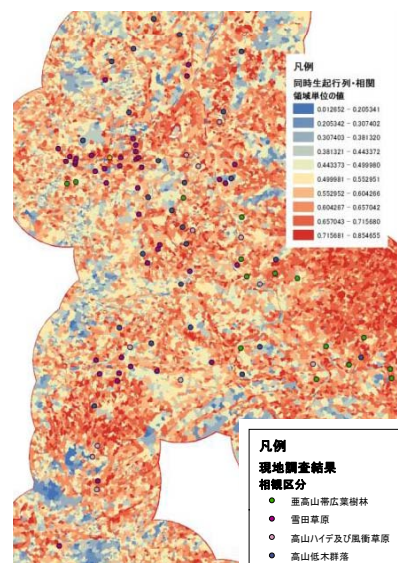 凡例
同時生起行列・相関
領域単位の値
0.012652 - 0.205341
0.205342 - 0.307402
0.307403 - 0.381320
0.381321 - 0.443372
0.443373 - 0.499980
0.499981 - 0.552951
0.552952 - 0.604266
0.604267 - 0.657042
0.657043 - 0.715680
0.715681 - 0.854655
凡例
現地調査結果
相観区分
亜高山帯広葉樹林
雪田草原
高山ハイデ及び風衝草原
高山低木群落